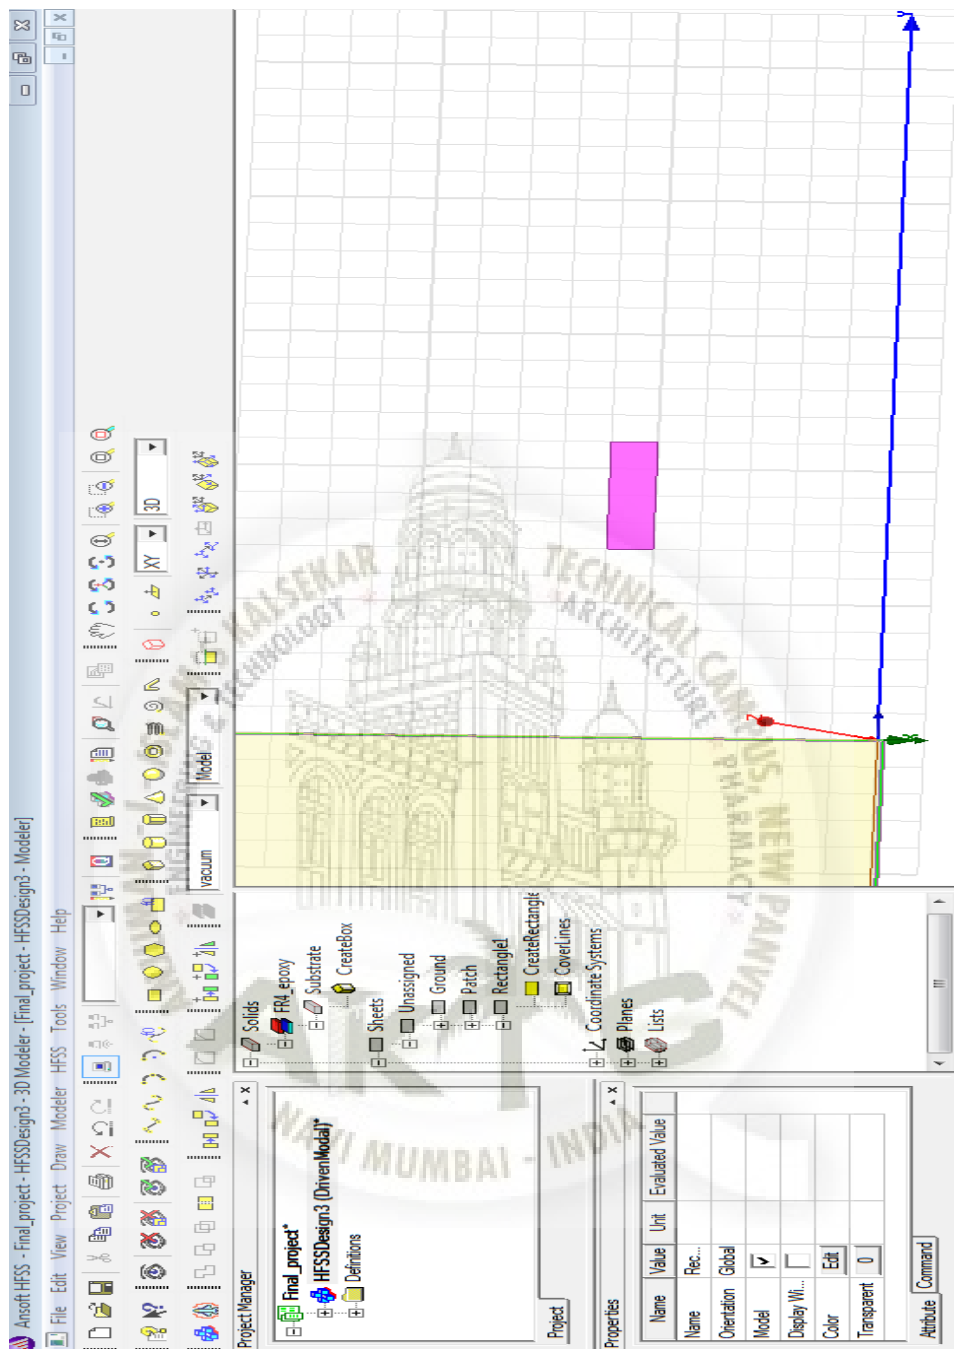 Ansoft HFSS - Final_project - HFSSDesign3 - 3D Modeler - [Final_project - HFSSDesign3 - Modeler]
File Edit View Project Draw Modeler HFSS Tools Window Help
vacuum Model XY 3D
Project Manager
Final_project*
HFSSDesign3 (DrivenModal)*
Definitions
Project
Properties
Name Value Unit Evaluated Value
Name Rec...
Orientation Global
Model
Display Wi...
Color Edit
Transparent 0
Attribute Command
Solids
FR4_epoxy
Substrate
CreateBox
Sheets
Unassigned
Ground
Patch
Rectangle1
CreateRectangle
CoverLines
Coordinate Systems
Planes
Lists
Y
Z
X
KALSEKAR TECHNICAL CAMPUS, NEW PANVEL
ARCHITECTURE
PHARMACY
AKTC
NAVI MUMBAI - INDIA